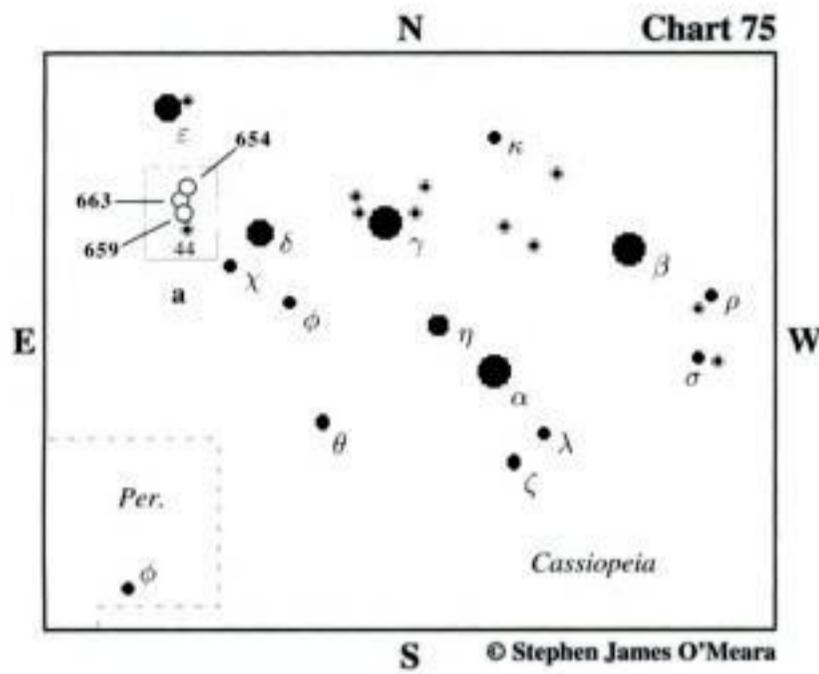 N
Chart 75
ε
654
κ
663
659
44
δ
γ
β
χ
a
ϕ
ρ
E
η
W
σ
α
θ
λ
ζ
Per.
ϕ
Cassiopeia
S
© Stephen James O'Meara